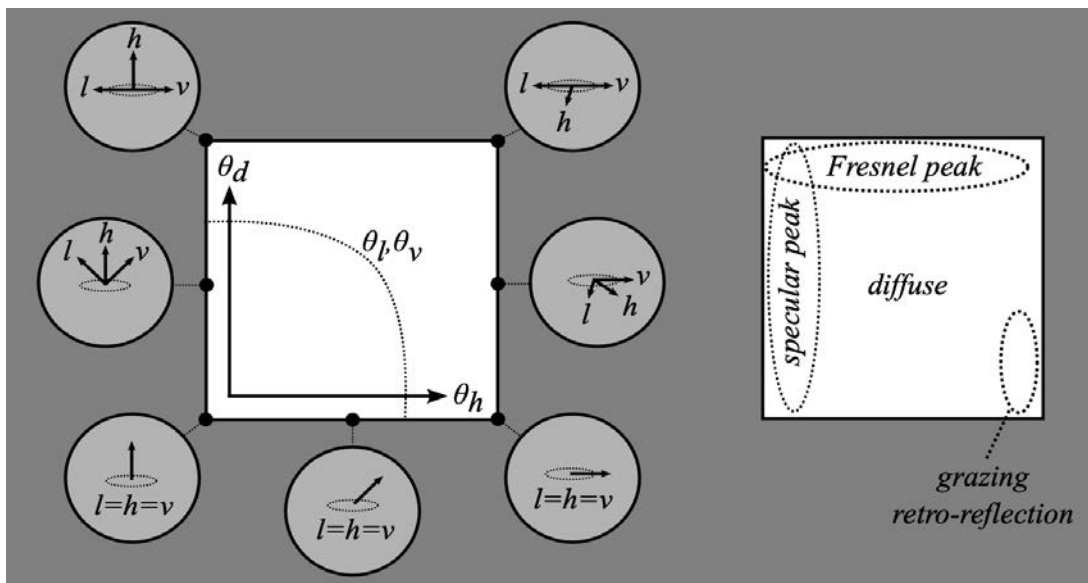 h
l
v
l
v
h
θd
θl,θv
l
h
v
v
l
h
θh
l=h=v
l=h=v
l=h=v
Fresnel peak
specular peak
diffuse
grazing
retro-reflection